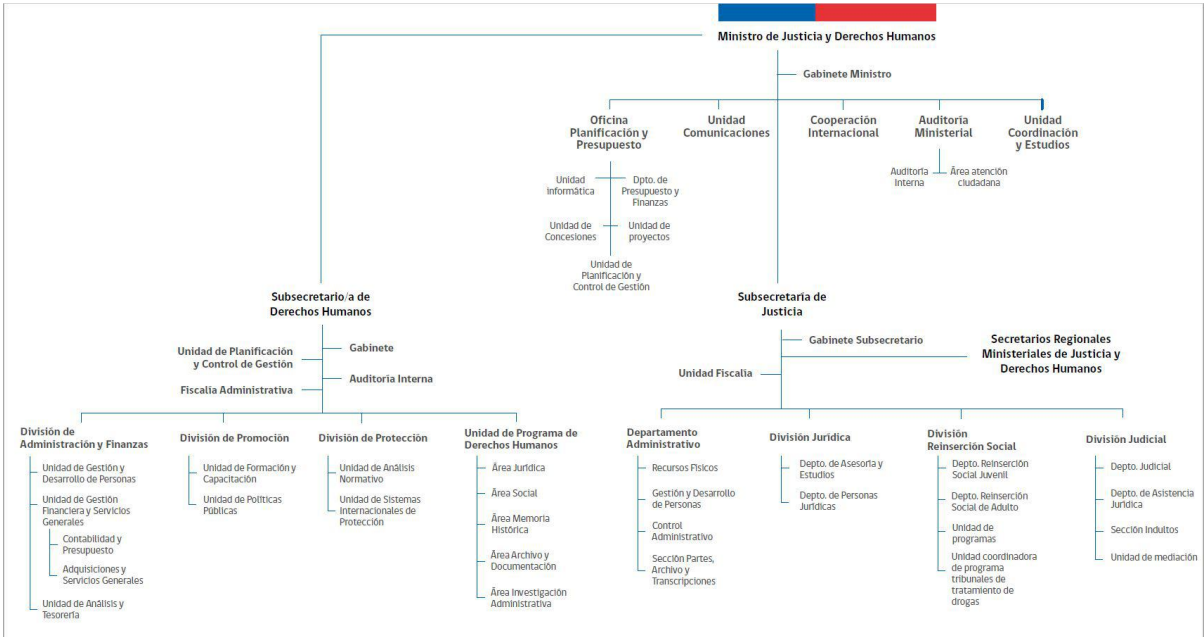 Ministro de Justicia y Derechos Humanos
Gabinete Ministro
Oficina
Planificación y
Presupuesto
Unidad
Comunicaciones
Cooperación
Internacional
Auditoría
Ministerial
Unidad
Coordinación
y Estudios
Unidad
informática
Dpto. de
Presupuesto y
Finanzas
Unidad de
Concesiones
Unidad de
proyectos
Unidad de
Planificación y
Control de Gestión
Auditoría
Interna
Área atención
ciudadana
Subsecretario/a de
Derechos Humanos
Unidad de Planificación
y Control de Gestión
Gabinete
Auditoria Interna
Fiscalía Administrativa
División de
Administración y Finanzas
Unidad de Gestión y
Desarrollo de Personas
Unidad de Gestión
Financiera y Servicios
Generales
Contabilidad y
Presupuesto
Adquisiciones y
Servicios Generales
Unidad de Análisis y
Tesorería
División de Promoción
Unidad de Formación y
Capacitación
Unidad de Políticas
Públicas
División de Protección
Unidad de Análisis
Normativo
Unidad de Sistemas
Internacionales de
Protección
Unidad de Programa de
Derechos Humanos
Área Jurídica
Área Social
Área Memoria
Histórica
Área Archivo y
Documentación
Área Investigación
Administrativa
Subsecretaría de
Justicia
Gabinete Subsecretario
Secretarios Regionales
Ministeriales de Justicia y
Derechos Humanos
Unidad Fiscalía
Departamento
Administrativo
Recursos Físicos
Gestión y Desarrollo
de Personas
Control
Administrativo
Sección Partes,
Archivo y
Transcripciones
División Jurídica
Depto. de Asesoría y
Estudios
Depto. de Personas
Jurídicas
División
Reinserción Social
Depto. Reinserción
Social Juvenil
Depto. Reinserción
Social de Adulto
Unidad de
programas
Unidad coordinadora
de programa
tribunales de
tratamiento de
drogas
División Judicial
Depto. Judicial
Depto. de Asistencia
Jurídica
Sección Indultos
Unidad de mediación